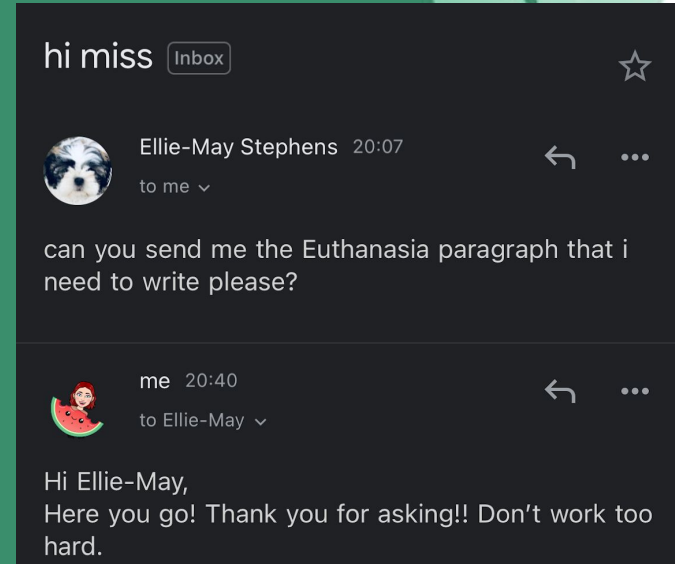 hi miss Inbox
Ellie-May Stephens 20:07
to me
can you send me the Euthanasia paragraph that i
need to write please?
me 20:40
to Ellie-May
Hi Ellie-May,
Here you go! Thank you for asking!! Don’t work too
hard.